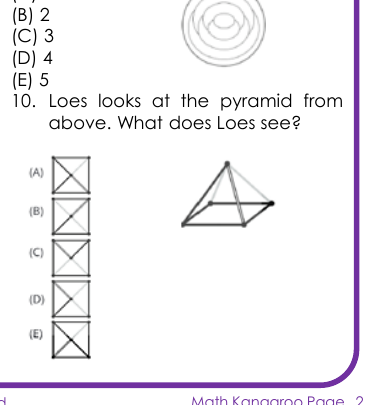 (B) 2
(C) 3
(D) 4
(E) 5
10. Loes looks at the pyramid from
above. What does Loes see?
(A)
(B)
(C)
(D)
(E)
Math Kangaroo Page 2